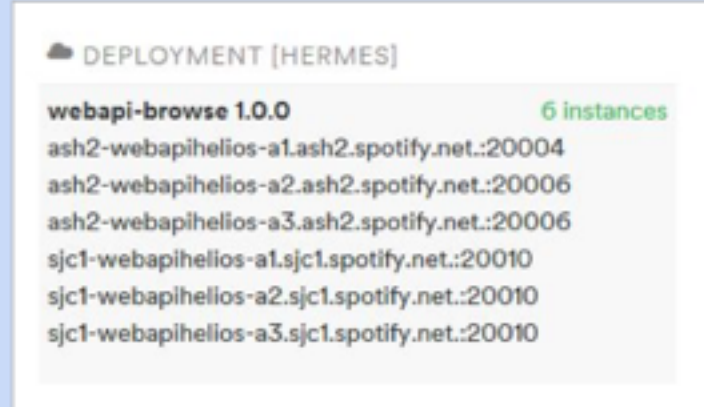 DEPLOYMENT [HERMES]
webapi-browse 1.0.0 6 instances
ash2-webapihelios-a1.ash2.spotify.net.:20004
ash2-webapihelios-a2.ash2.spotify.net.:20006
ash2-webapihelios-a3.ash2.spotify.net.:20006
sjc1-webapihelios-a1.sjc1.spotify.net.:20010
sjc1-webapihelios-a2.sjc1.spotify.net.:20010
sjc1-webapihelios-a3.sjc1.spotify.net.:20010